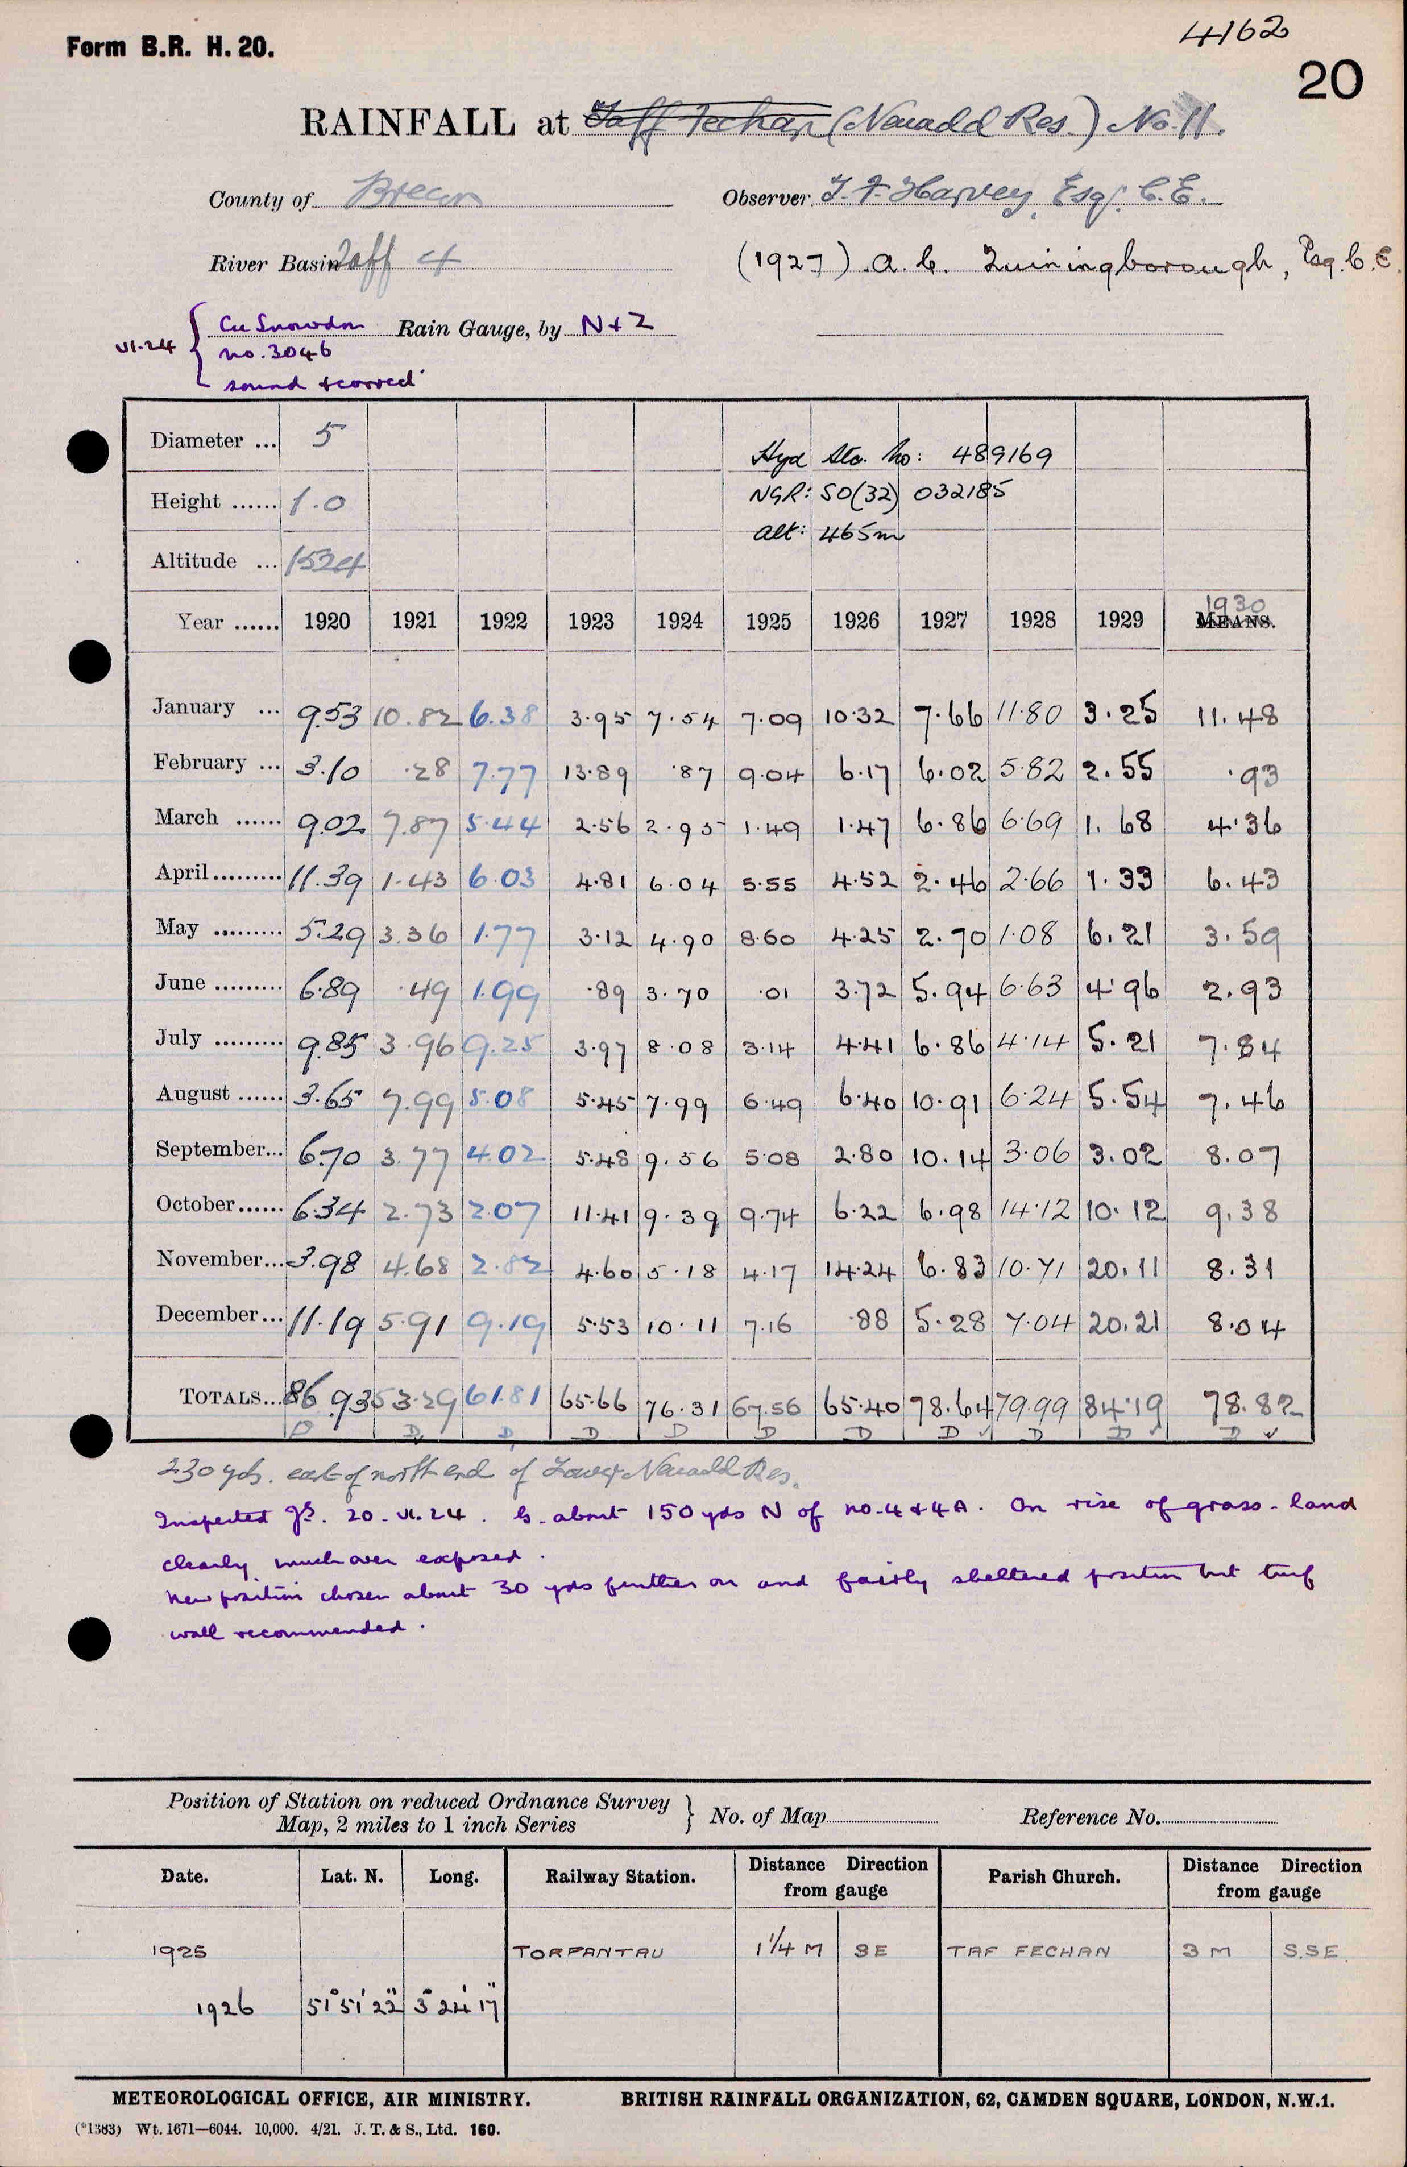 4162
Form B.R. H. 20.
20
RAINFALL at Taff Fechan (Neuadd Res.) No. 11.
County of Brecon Observer T. F. Harvey, Esq. C.E.
River Basin Taff 4 (1927) A. C. Quiningborough, Esq. C.E.
VI.24 { Cu Snowdon Rain Gauge, by N & Z
no. 3046
sound & correct
Diameter ... 5 Hyd Sta. No: 489169
Height ...... 1.0 NGR: SO(32) 032185
Altitude ... 1524 alt: 465m
Year ...... 1920 1921 1922 1923 1924 1925 1926 1927 1928 1929 MEANS. 1930
January ... 9.53 10.82 6.38 3.95 7.54 7.09 10.32 7.66 11.80 3.25 11.48
February ... 3.10 .28 7.77 13.89 .87 9.04 6.17 6.02 5.82 2.55 .93
March ...... 9.02 7.87 5.44 2.56 2.95 1.49 1.47 6.86 6.69 1.68 4.36
April ......... 11.39 1.43 6.03 4.81 6.04 5.55 4.52 2.46 2.66 1.33 6.43
May ......... 5.29 3.36 1.77 3.12 4.90 8.60 4.25 2.70 1.08 6.21 3.59
June ......... 6.89 .49 1.99 .89 3.70 .01 3.72 5.94 6.63 4.96 2.93
July ......... 9.85 3.96 9.25 3.97 8.08 3.14 4.41 6.86 4.14 5.21 7.84
August ...... 3.65 7.99 5.08 5.45 7.99 6.49 6.40 10.91 6.24 5.54 7.46
September... 6.70 3.77 4.02 5.48 9.56 5.08 2.80 10.14 3.06 3.02 8.07
October...... 6.34 2.73 2.07 11.41 9.39 9.74 6.22 6.98 14.12 10.12 9.38
November... 3.98 4.68 2.82 4.60 5.18 4.17 14.24 6.83 10.71 20.11 8.31
December... 11.19 5.91 9.19 5.53 10.11 7.16 .88 5.28 7.04 20.21 8.04
TOTALS... 86.93 53.29 61.81 65.66 76.31 67.56 65.40 78.64 79.99 84.19 78.82
D D D D D D D D ✓ D D ✓ D ✓
230 yds. east of north end of Lower Neuadd Res.
Inspected 20.VI.24. Is about 150 yds N of no. 4 & 4A. On rise of grass-land
clearly much over exposed.
New position chosen about 30 yds further on and fairly sheltered position but turf
wall recommended.
Position of Station on reduced Ordnance Survey } No. of Map Reference No.
Map, 2 miles to 1 inch Series
Date. Lat. N. Long. Railway Station. Distance Direction from gauge Parish Church. Distance Direction from gauge
1925 TORPANTAU 1 1/4 M SE TAF FECHAN 3 M S.S.E.
1926 51° 51' 22" 3° 24' 17"
METEOROLOGICAL OFFICE, AIR MINISTRY. BRITISH RAINFALL ORGANIZATION, 62, CAMDEN SQUARE, LONDON, N.W.1.
(*1383) Wt. 1671—6044. 10,000. 4/21. J. T. & S., Ltd. 160.